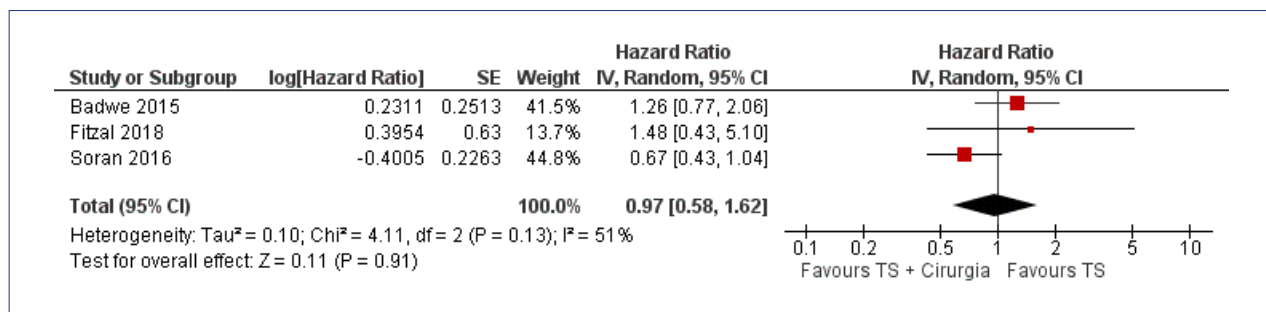 Hazard Ratio Hazard Ratio
Study or Subgroup log[Hazard Ratio] SE Weight IV, Random, 95% CI IV, Random, 95% CI
Badwe 2015 0.2311 0.2513 41.5% 1.26 [0.77, 2.06]
Fitzal 2018 0.3954 0.63 13.7% 1.48 [0.43, 5.10]
Soran 2016 -0.4005 0.2263 44.8% 0.67 [0.43, 1.04]
Total (95% CI) 100.0% 0.97 [0.58, 1.62]
Heterogeneity: Tau² = 0.10; Chi² = 4.11, df = 2 (P = 0.13); I² = 51%
Test for overall effect: Z = 0.11 (P = 0.91)
0.1 0.2 0.5 1 2 5 10
Favours TS + Cirurgia Favours TS